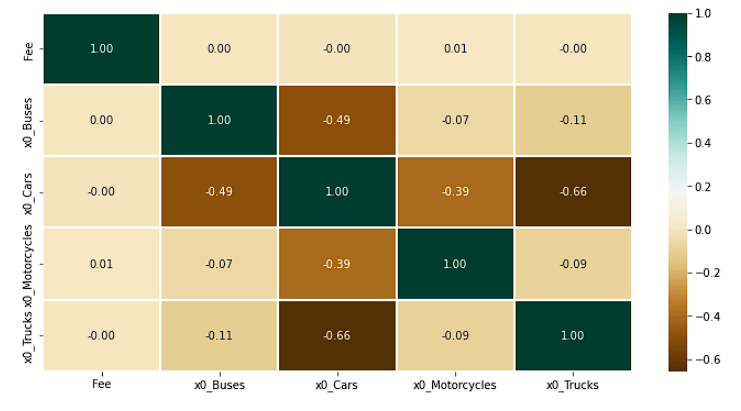 Fee 1.00 0.00 -0.00 0.01 -0.00
x0_Buses 0.00 1.00 -0.49 -0.07 -0.11
x0_Cars -0.00 -0.49 1.00 -0.39 -0.66
x0_Motorcycles 0.01 -0.07 -0.39 1.00 -0.09
x0_Trucks -0.00 -0.11 -0.66 -0.09 1.00
Fee x0_Buses x0_Cars x0_Motorcycles x0_Trucks
1.0
0.8
0.6
0.4
0.2
0.0
−0.2
−0.4
−0.6